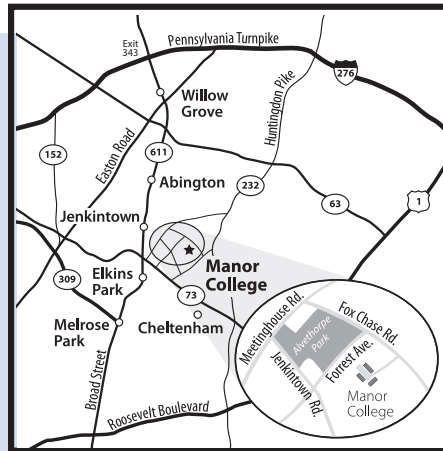 Exit
343
Pennsylvania Turnpike
276
Willow
Grove
Huntingdon Pike
Easton Road
152
611
Abington
232
63
1
Jenkintown
Manor
College
Elkins
Park
309
73
Cheltenham
Melrose
Park
Broad Street
Roosevelt Boulevard
Meetinghouse Rd.
Fox Chase Rd.
Alvethorpe
Park
Forrest Ave.
Jenkintown Rd.
Manor
College